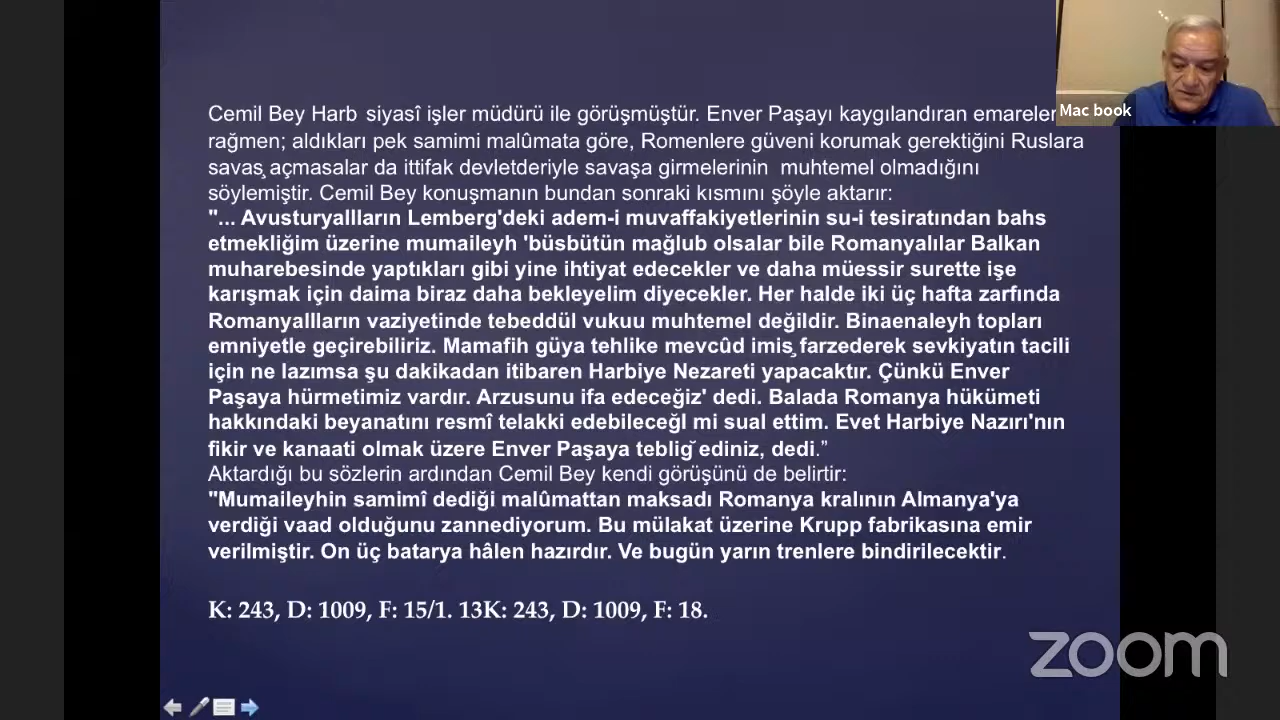 Cemil Bey Harb siyasî işler müdürü ile görüşmüştür. Enver Paşayı kaygılandıran emareler
rağmen; aldıkları pek samimi malûmata göre, Romenlere güveni korumak gerektiğini Ruslara
savas¸açmasalar da ittifak devletderiyle savaşa girmelerinin muhtemel olmadığını
söylemiştir. Cemil Bey konuşmanın bundan sonraki kısmını şöyle aktarır:
"... Avusturyallların Lemberg'deki adem-i muvaffakiyetlerinin su-i tesiratından bahs
etmekliğim üzerine mumaileyh 'büsbütün mağlub olsalar bile Romanyalılar Balkan
muharebesinde yaptıkları gibi yine ihtiyat edecekler ve daha müessir surette işe
karışmak için daima biraz daha bekleyelim diyecekler. Her halde iki üç hafta zarfında
Romanyallların vaziyetinde tebeddül vukuu muhtemel değildir. Binaenaleyh topları
emniyetle geçirebiliriz. Mamafih güya tehlike mevcûd imis¸farzederek sevkiyatın tacili
için ne lazımsa şu dakikadan itibaren Harbiye Nezareti yapacaktır. Çünkü Enver
Paşaya hürmetimiz vardır. Arzusunu ifa edeceğiz' dedi. Balada Romanya hükümeti
hakkındaki beyanatını resmî telakki edebileceğl mi sual ettim. Evet Harbiye Nazırı'nın
fikir ve kanaati olmak üzere Enver Paşaya teblig˘ediniz, dedi.”
Aktardığı bu sözlerin ardından Cemil Bey kendi görüşünü de belirtir:
"Mumaileyhin samimî dediği malûmattan maksadı Romanya kralının Almanya'ya
verdiği vaad olduğunu zannediyorum. Bu mülakat üzerine Krupp fabrikasına emir
verilmiştir. On üç batarya hâlen hazırdır. Ve bugün yarın trenlere bindirilecektir.
K: 243, D: 1009, F: 15/1. 13K: 243, D: 1009, F: 18.
Mac book
zoom